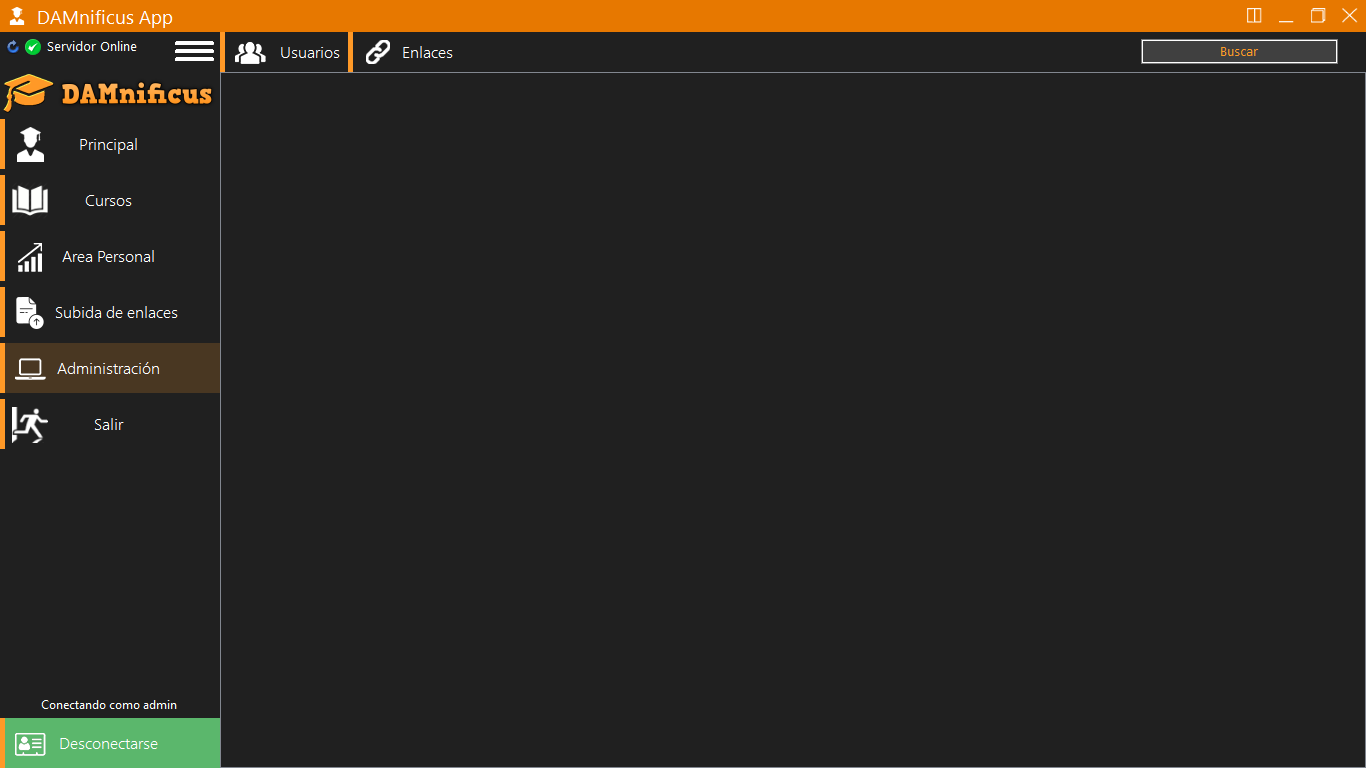 DAMnificus App
Servidor Online
Usuarios
Enlaces
Buscar
DAMnificus
Principal
Cursos
Area Personal
Subida de enlaces
Administración
Salir
Conectando como admin
Desconectarse